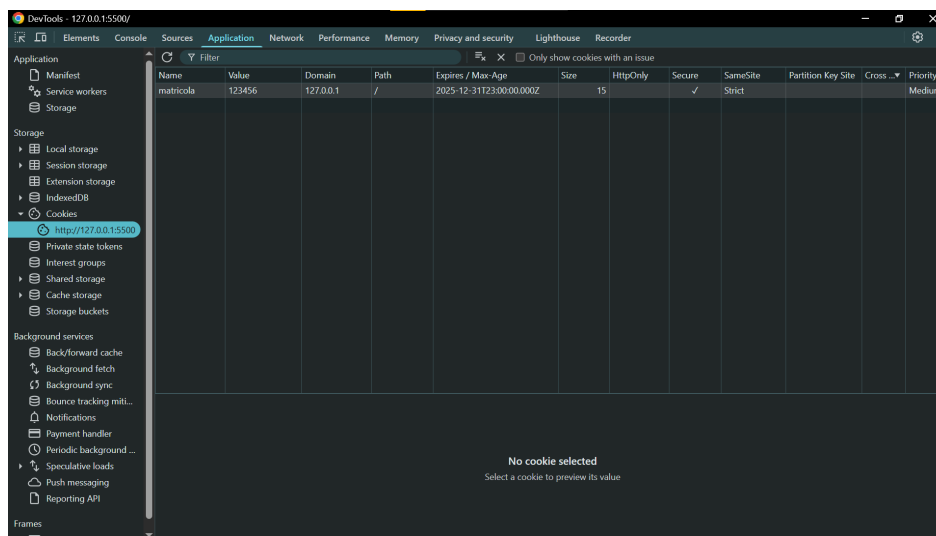 DevTools - 127.0.0.1:5500/
Elements Console Sources Application Network Performance Memory Privacy and security Lighthouse Recorder
Application
Manifest
Service workers
Storage
Storage
Local storage
Session storage
Extension storage
IndexedDB
Cookies
http://127.0.0.1:5500
Private state tokens
Interest groups
Shared storage
Cache storage
Storage buckets
Background services
Back/forward cache
Background fetch
Background sync
Bounce tracking miti...
Notifications
Payment handler
Periodic background ...
Speculative loads
Push messaging
Reporting API
Frames
Filter Only show cookies with an issue
Name Value Domain Path Expires / Max-Age Size HttpOnly Secure SameSite Partition Key Site Cross ... Priority
matricola 123456 127.0.0.1 / 2025-12-31T23:00:00.000Z 15 ✓ Strict Mediur
No cookie selected
Select a cookie to preview its value